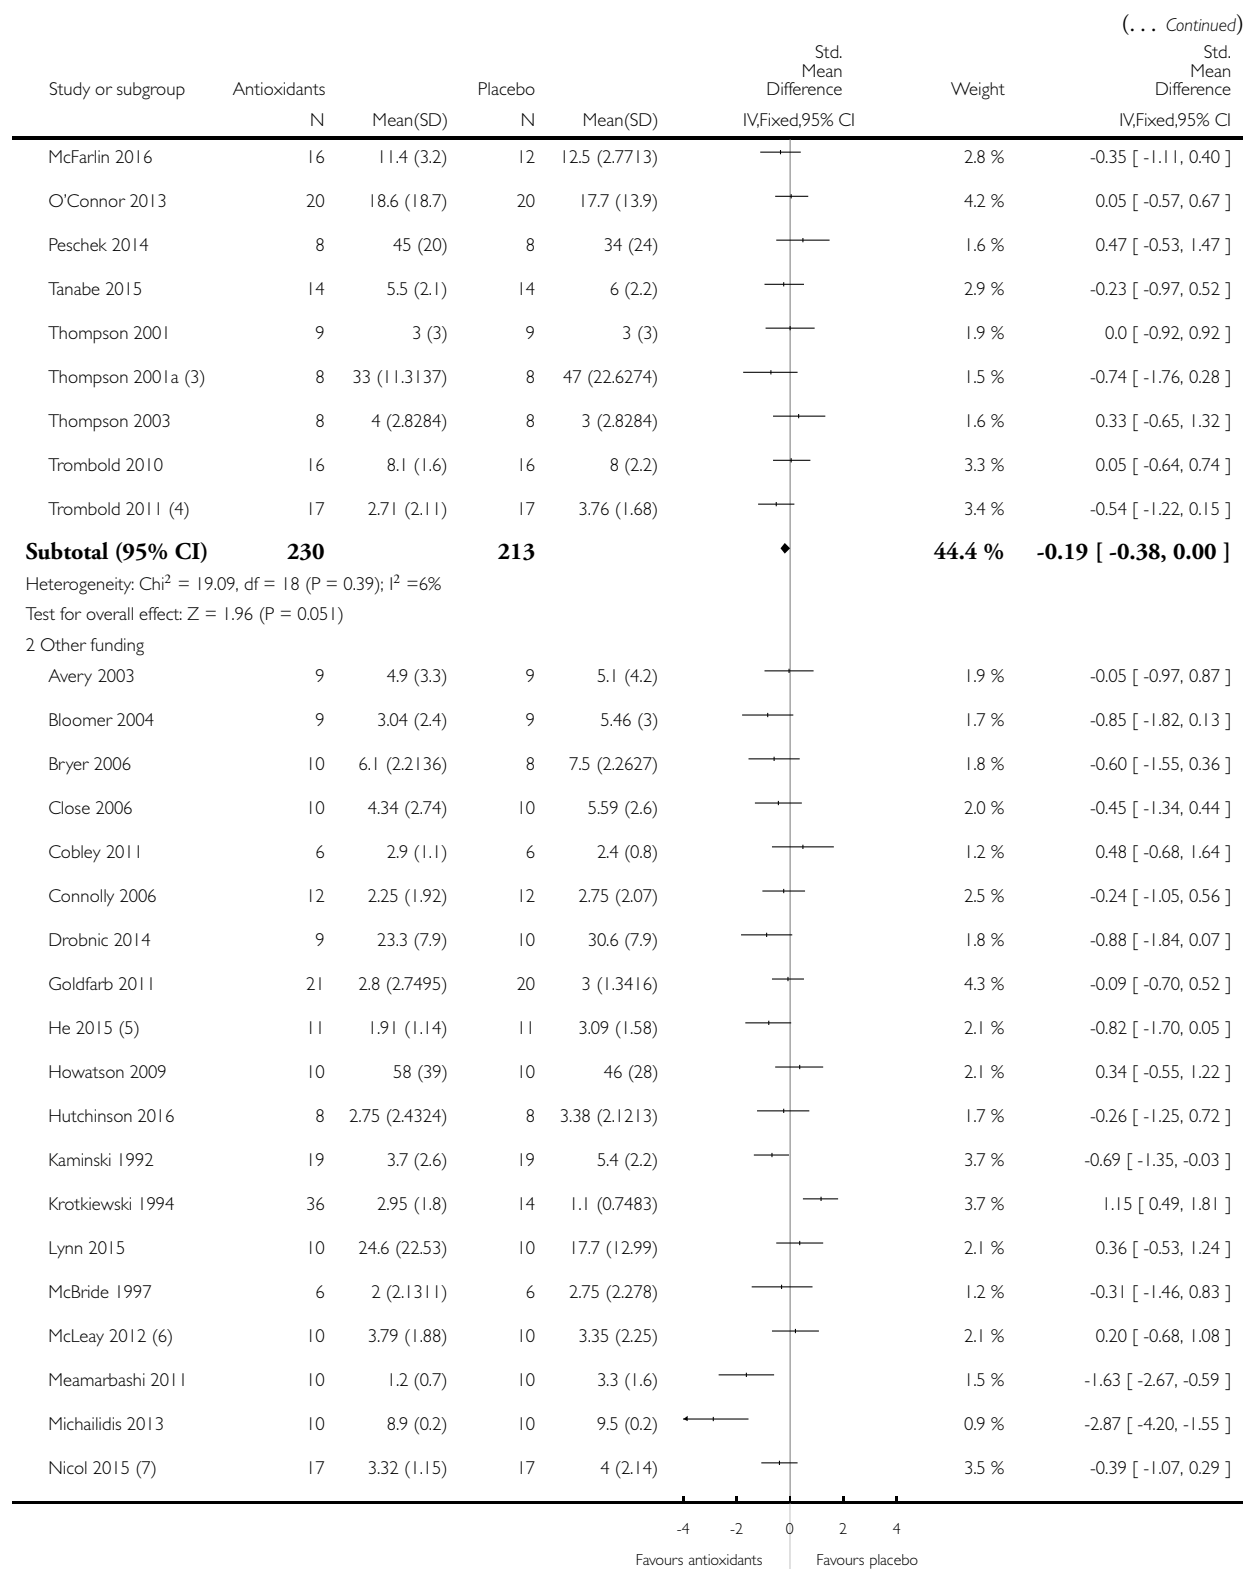 (... Continued)
Study or subgroup Antioxidants Placebo Std. Mean Difference Weight Std. Mean Difference
N Mean(SD) N Mean(SD) IV,Fixed,95% CI IV,Fixed,95% CI
McFarlin 2016 16 11.4 (3.2) 12 12.5 (2.7713) 2.8 % -0.35 [ -1.11, 0.40 ]
O'Connor 2013 20 18.6 (18.7) 20 17.7 (13.9) 4.2 % 0.05 [ -0.57, 0.67 ]
Peschek 2014 8 45 (20) 8 34 (24) 1.6 % 0.47 [ -0.53, 1.47 ]
Tanabe 2015 14 5.5 (2.1) 14 6 (2.2) 2.9 % -0.23 [ -0.97, 0.52 ]
Thompson 2001 9 3 (3) 9 3 (3) 1.9 % 0.0 [ -0.92, 0.92 ]
Thompson 2001a (3) 8 33 (11.3137) 8 47 (22.6274) 1.5 % -0.74 [ -1.76, 0.28 ]
Thompson 2003 8 4 (2.8284) 8 3 (2.8284) 1.6 % 0.33 [ -0.65, 1.32 ]
Trombold 2010 16 8.1 (1.6) 16 8 (2.2) 3.3 % 0.05 [ -0.64, 0.74 ]
Trombold 2011 (4) 17 2.71 (2.11) 17 3.76 (1.68) 3.4 % -0.54 [ -1.22, 0.15 ]
Subtotal (95% CI) 230 213 44.4 % -0.19 [ -0.38, 0.00 ]
Heterogeneity: Chi² = 19.09, df = 18 (P = 0.39); I² =6%
Test for overall effect: Z = 1.96 (P = 0.051)
2 Other funding
Avery 2003 9 4.9 (3.3) 9 5.1 (4.2) 1.9 % -0.05 [ -0.97, 0.87 ]
Bloomer 2004 9 3.04 (2.4) 9 5.46 (3) 1.7 % -0.85 [ -1.82, 0.13 ]
Bryer 2006 10 6.1 (2.2136) 8 7.5 (2.2627) 1.8 % -0.60 [ -1.55, 0.36 ]
Close 2006 10 4.34 (2.74) 10 5.59 (2.6) 2.0 % -0.45 [ -1.34, 0.44 ]
Cobley 2011 6 2.9 (1.1) 6 2.4 (0.8) 1.2 % 0.48 [ -0.68, 1.64 ]
Connolly 2006 12 2.25 (1.92) 12 2.75 (2.07) 2.5 % -0.24 [ -1.05, 0.56 ]
Drobnic 2014 9 23.3 (7.9) 10 30.6 (7.9) 1.8 % -0.88 [ -1.84, 0.07 ]
Goldfarb 2011 21 2.8 (2.7495) 20 3 (1.3416) 4.3 % -0.09 [ -0.70, 0.52 ]
He 2015 (5) 11 1.91 (1.14) 11 3.09 (1.58) 2.1 % -0.82 [ -1.70, 0.05 ]
Howatson 2009 10 58 (39) 10 46 (28) 2.1 % 0.34 [ -0.55, 1.22 ]
Hutchinson 2016 8 2.75 (2.4324) 8 3.38 (2.1213) 1.7 % -0.26 [ -1.25, 0.72 ]
Kaminski 1992 19 3.7 (2.6) 19 5.4 (2.2) 3.7 % -0.69 [ -1.35, -0.03 ]
Krotkiewski 1994 36 2.95 (1.8) 14 1.1 (0.7483) 3.7 % 1.15 [ 0.49, 1.81 ]
Lynn 2015 10 24.6 (22.53) 10 17.7 (12.99) 2.1 % 0.36 [ -0.53, 1.24 ]
McBride 1997 6 2 (2.1311) 6 2.75 (2.278) 1.2 % -0.31 [ -1.46, 0.83 ]
McLeay 2012 (6) 10 3.79 (1.88) 10 3.35 (2.25) 2.1 % 0.20 [ -0.68, 1.08 ]
Meamarbashi 2011 10 1.2 (0.7) 10 3.3 (1.6) 1.5 % -1.63 [ -2.67, -0.59 ]
Michailidis 2013 10 8.9 (0.2) 10 9.5 (0.2) 0.9 % -2.87 [ -4.20, -1.55 ]
Nicol 2015 (7) 17 3.32 (1.15) 17 4 (2.14) 3.5 % -0.39 [ -1.07, 0.29 ]
-4 -2 0 2 4
Favours antioxidants Favours placebo